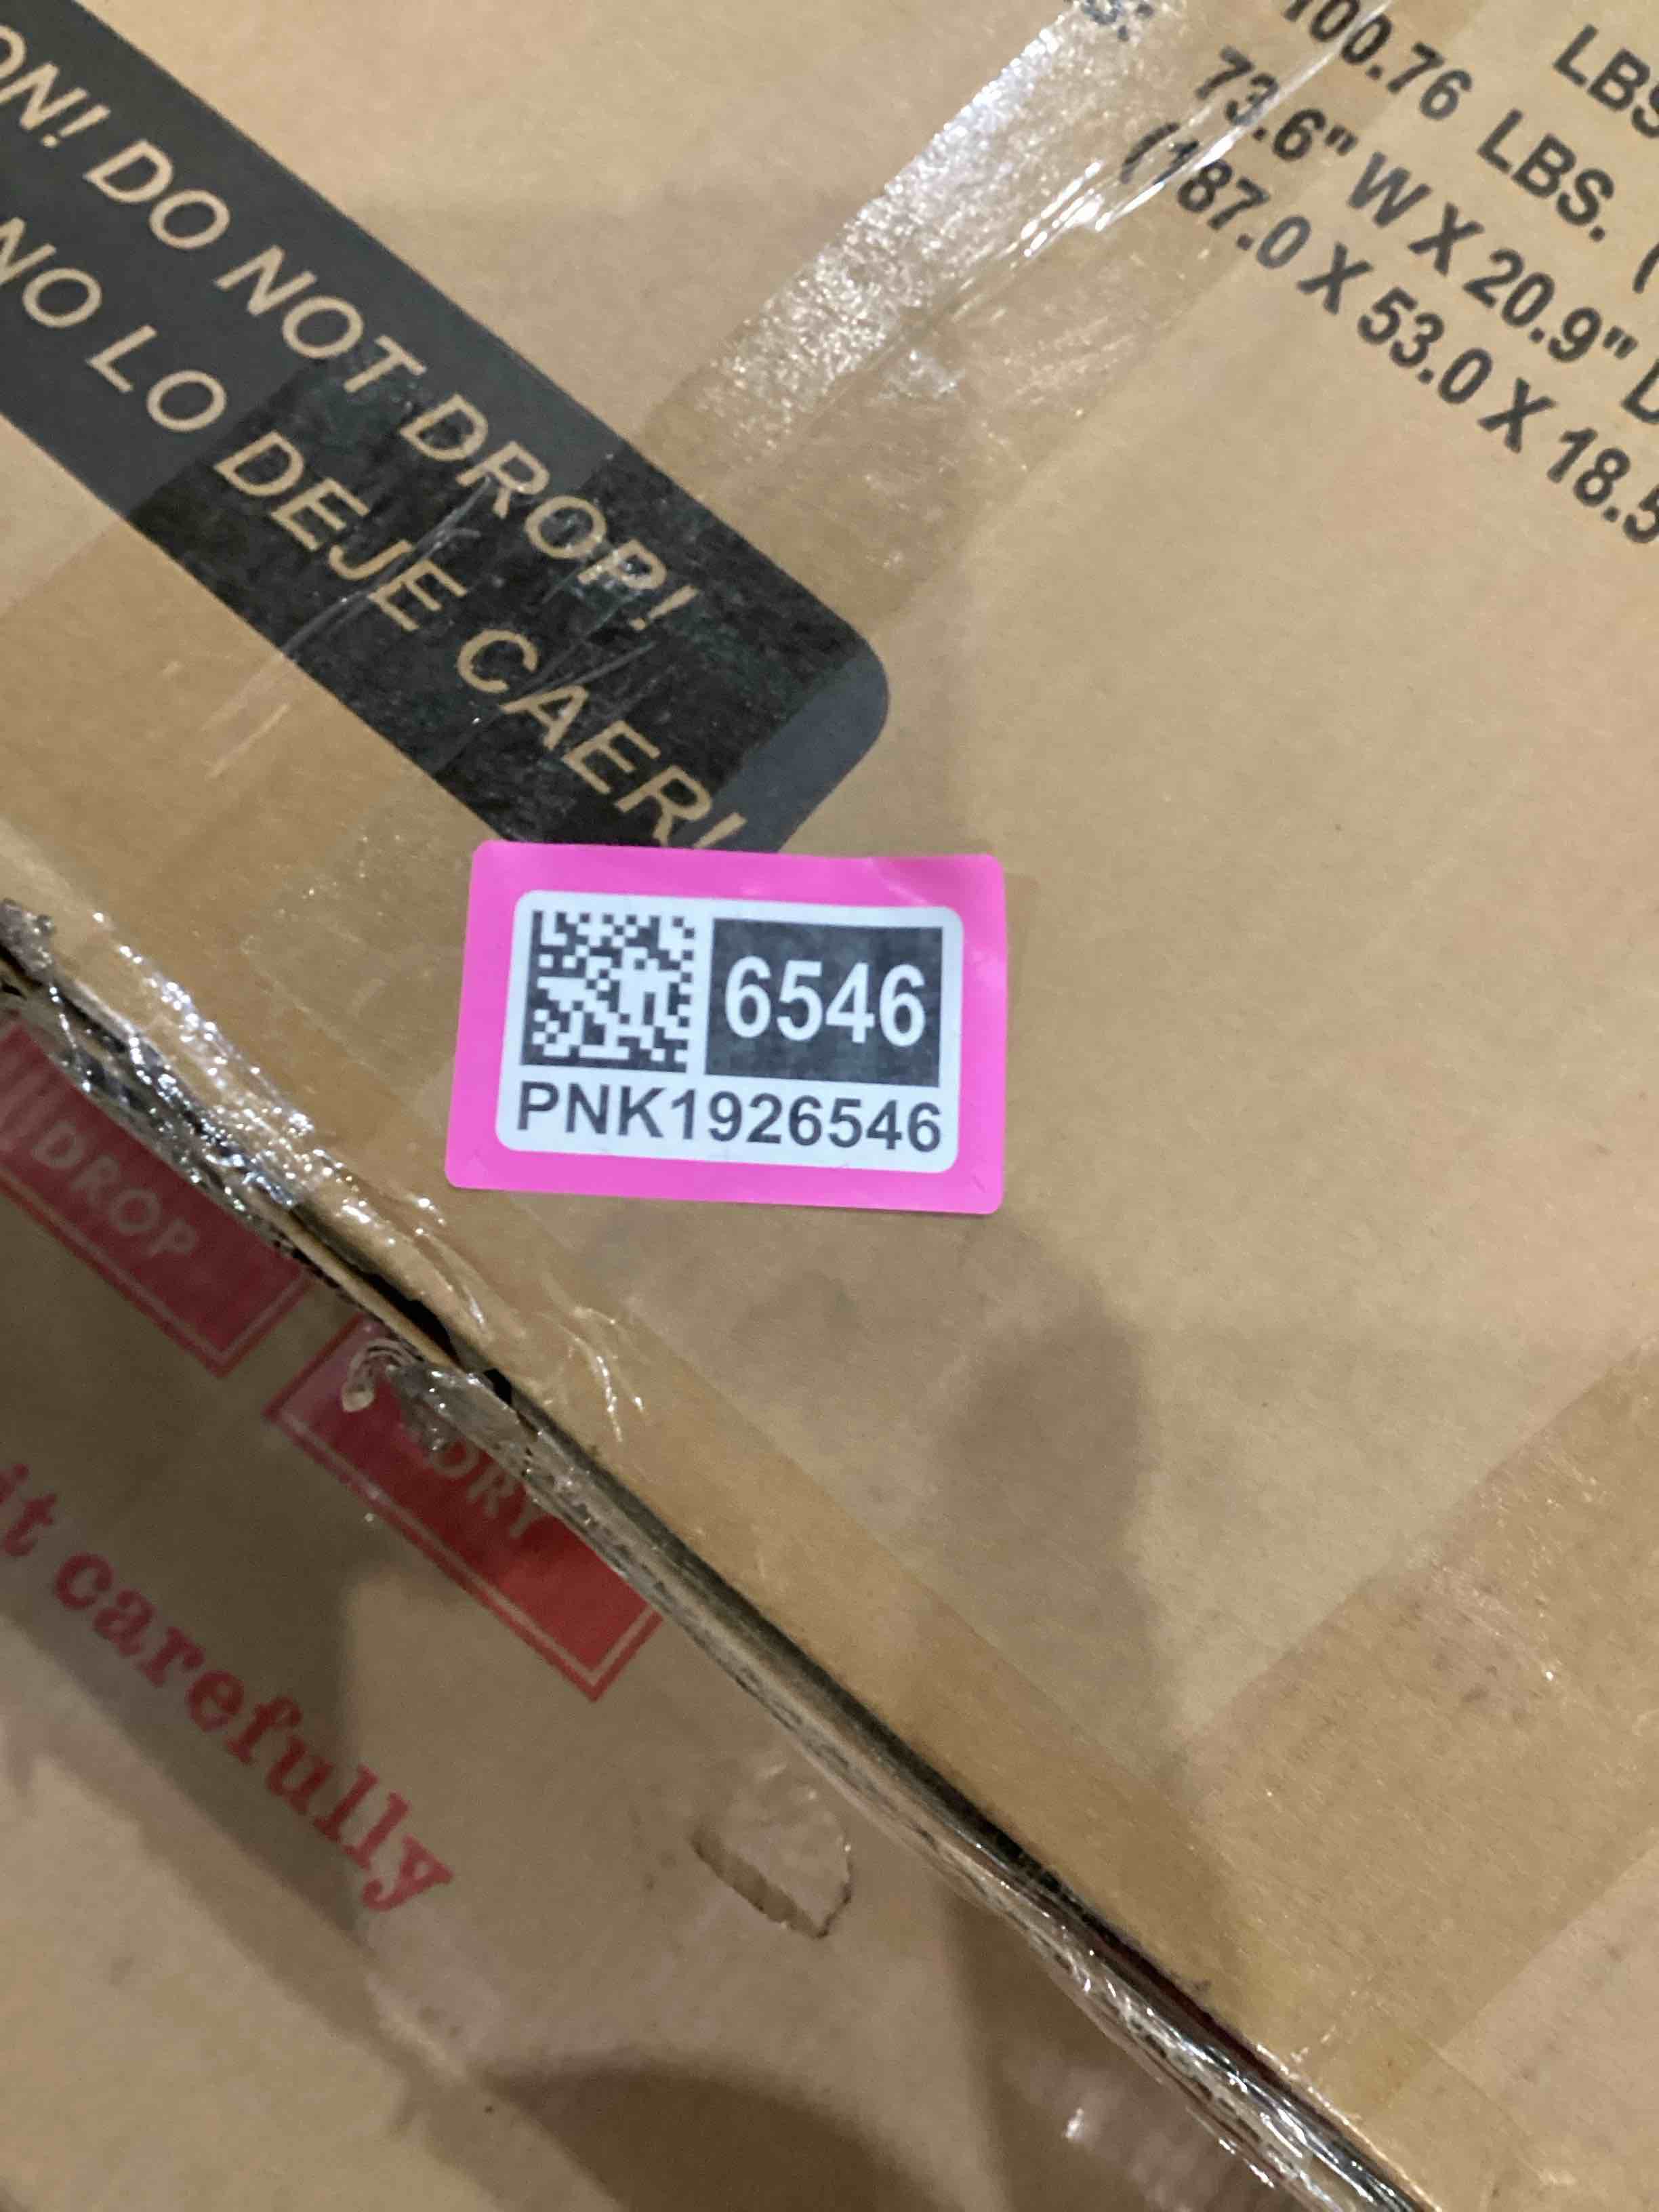 LBS
100.76 LBS. (
73.6" W X 20.9" D
(187.0 X 53.0 X 18.5
ON! DO NOT DROP!
NO LO DEJE CAER!
6546
PNK1926546
DROP
DRY
it carefully